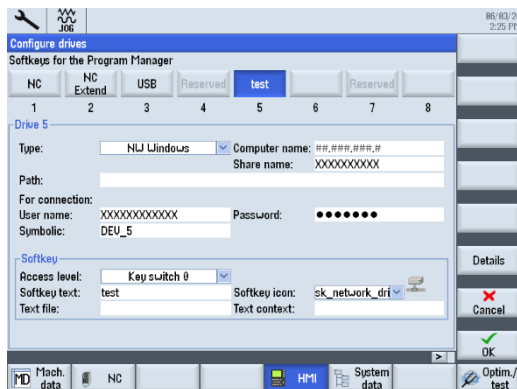 JOG
06/03/2
2:25 PM
Configure drives
Softkeys for the Program Manager
NC
NC Extend
USB
Reserved
test
Reserved
1 2 3 4 5 6 7 8
Drive 5
Type: NW Windows Computer name: ##.###.###.#
Share name: XXXXXXXXXX
Path:
For connection:
User name: XXXXXXXXXXXX Password: ●●●●●●●
Symbolic: DEV_5
Softkey
Access level: Key switch 0
Softkey text: test Softkey icon: sk_network_dri
Text file: Text context:
Details
Cancel
OK
MD Mach. data
NC
HMI
System data
Optim./ test